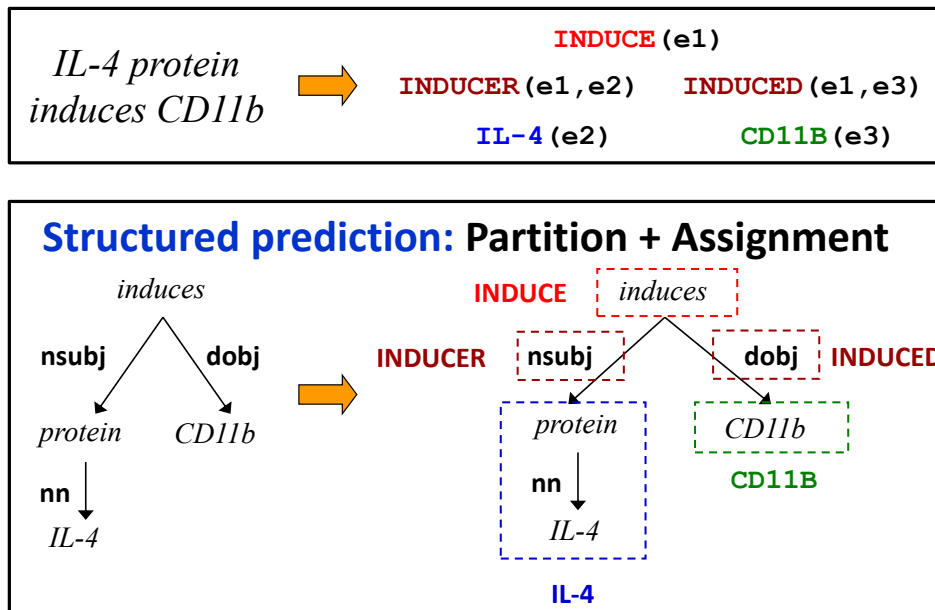 IL-4 protein
induces CD11b
INDUCE(e1)
INDUCER(e1,e2) INDUCED(e1,e3)
IL-4(e2) CD11B(e3)
Structured prediction: Partition + Assignment
induces
nsubj dobj
protein CD11b
nn
IL-4
INDUCE induces
INDUCER nsubj dobj INDUCED
protein CD11b
nn CD11B
IL-4
IL-4